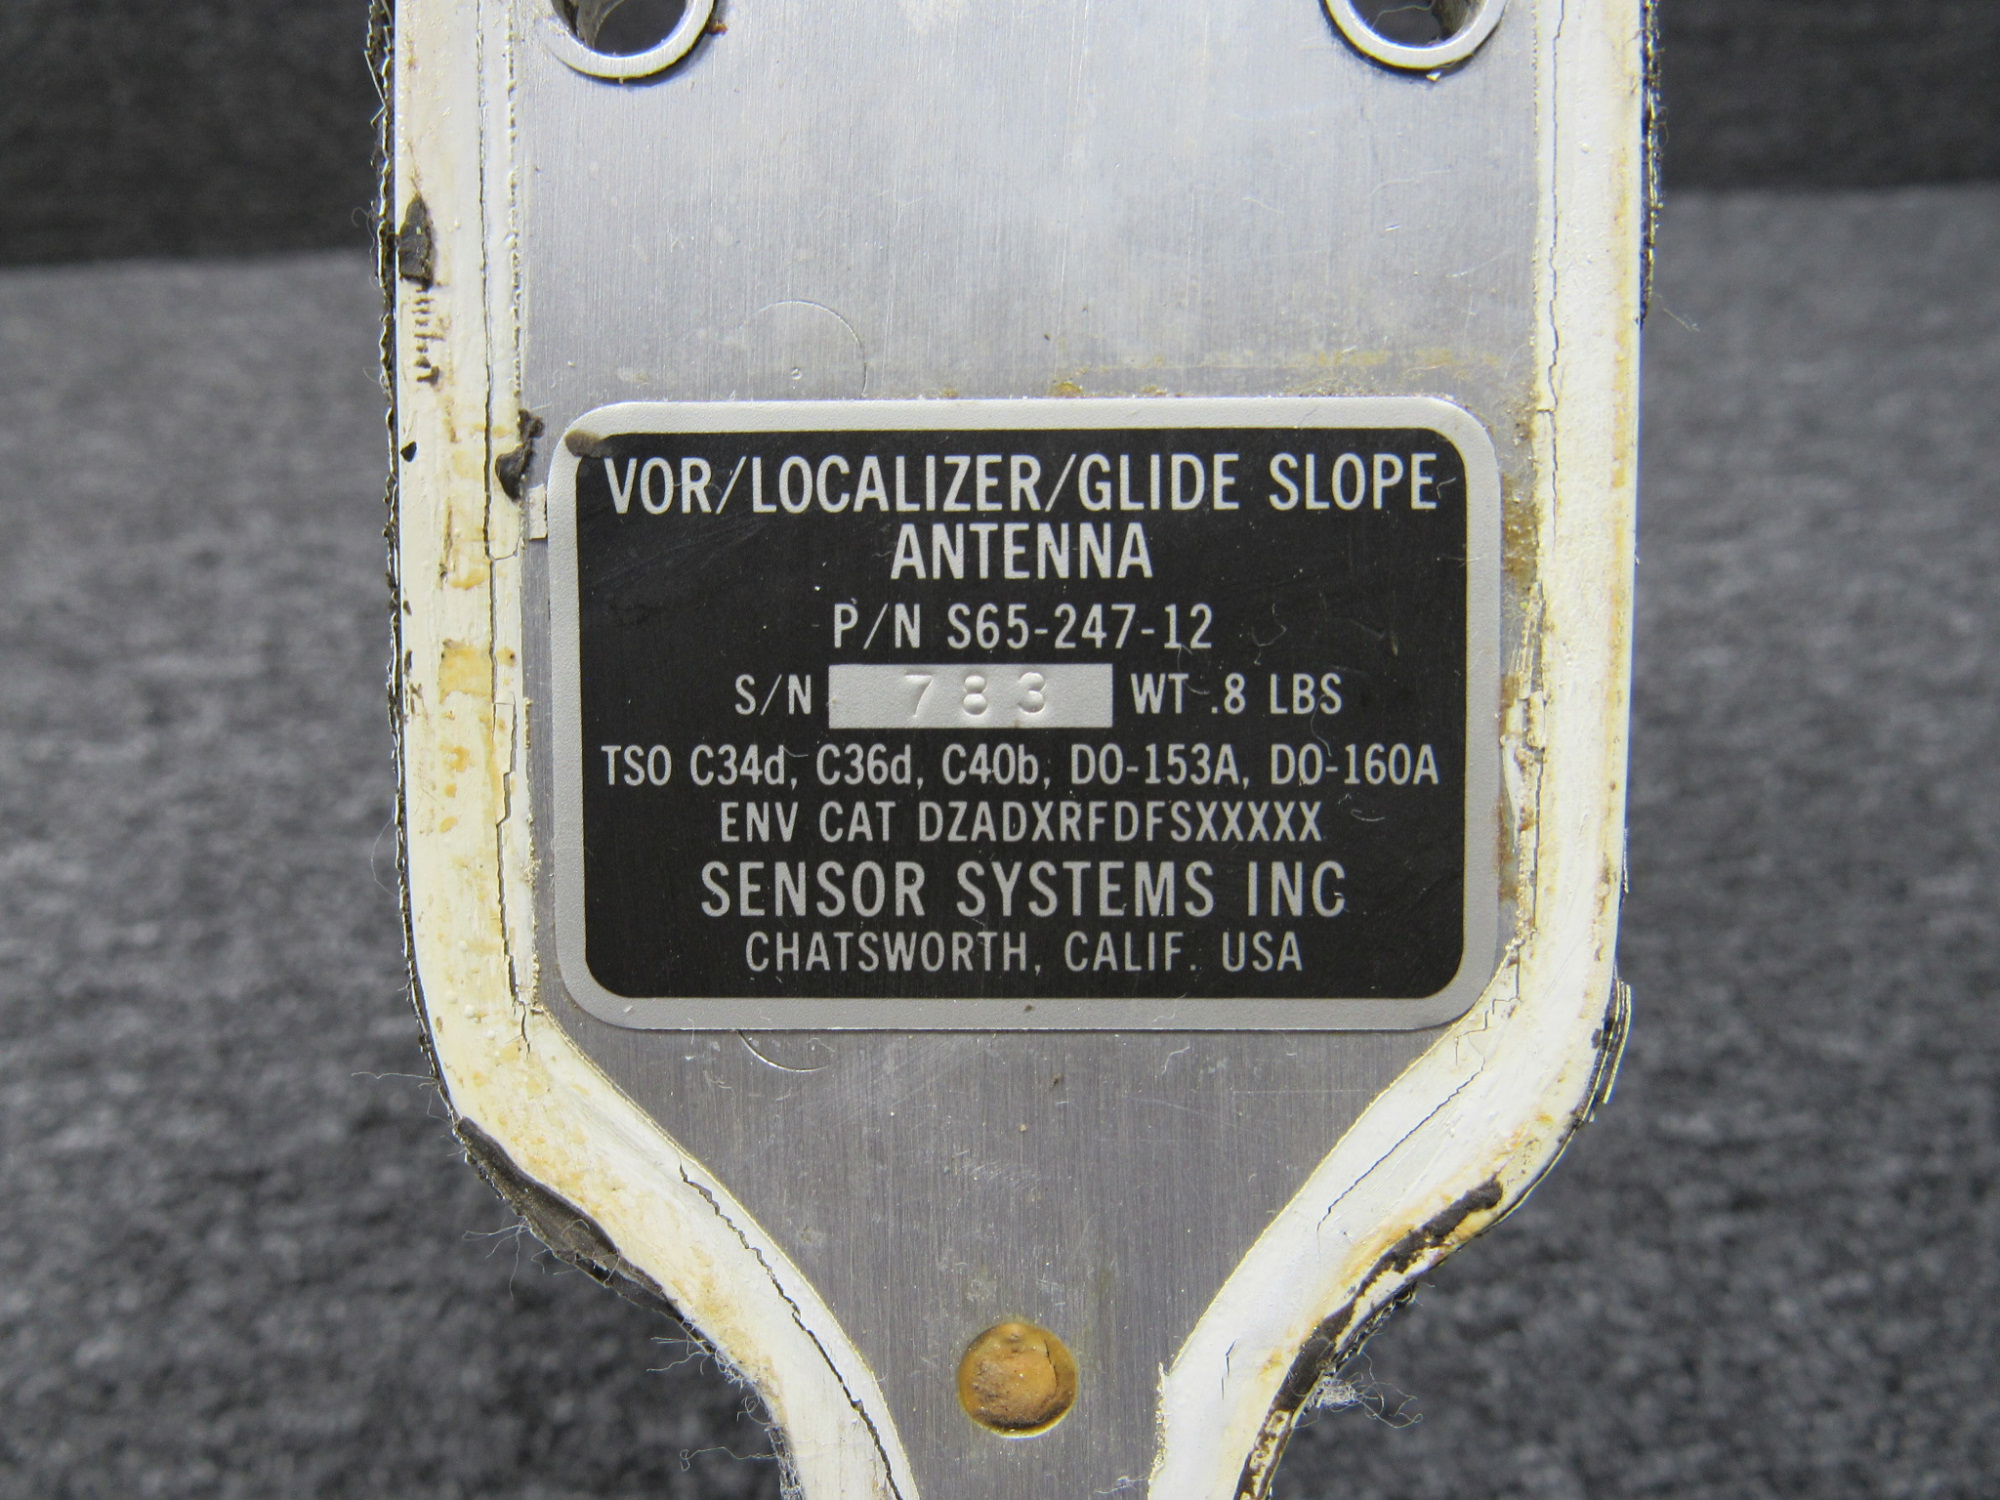 VOR/LOCALIZER/GLIDE SLOPE
ANTENNA
P/N S65-247-12
S/N 783 WT .8 LBS
TSO C34d, C36d, C40b, DO-153A, DO-160A
ENV CAT DZADXRFDFSXXXXX
SENSOR SYSTEMS INC
CHATSWORTH, CALIF. USA